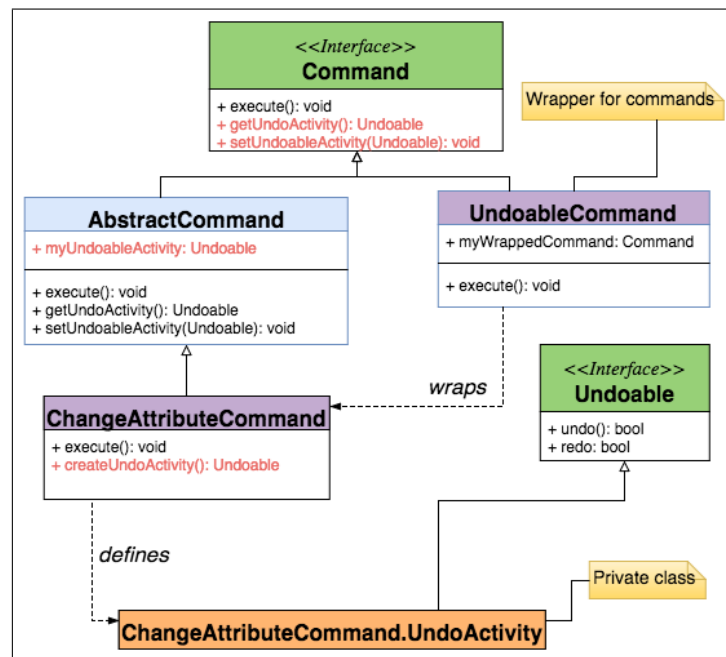 <<Interface>>
Command
+ execute(): void
+ getUndoActivity(): Undoable
+ setUndoableActivity(Undoable): void
Wrapper for commands
AbstractCommand
+ myUndoableActivity: Undoable
+ execute(): void
+ getUndoActivity(): Undoable
+ setUndoableActivity(Undoable): void
UndoableCommand
+ myWrappedCommand: Command
+ execute(): void
wraps
<<Interface>>
Undoable
+ undo(): bool
+ redo: bool
ChangeAttributeCommand
+ execute(): void
+ createUndoActivity(): Undoable
defines
Private class
ChangeAttributeCommand.UndoActivity